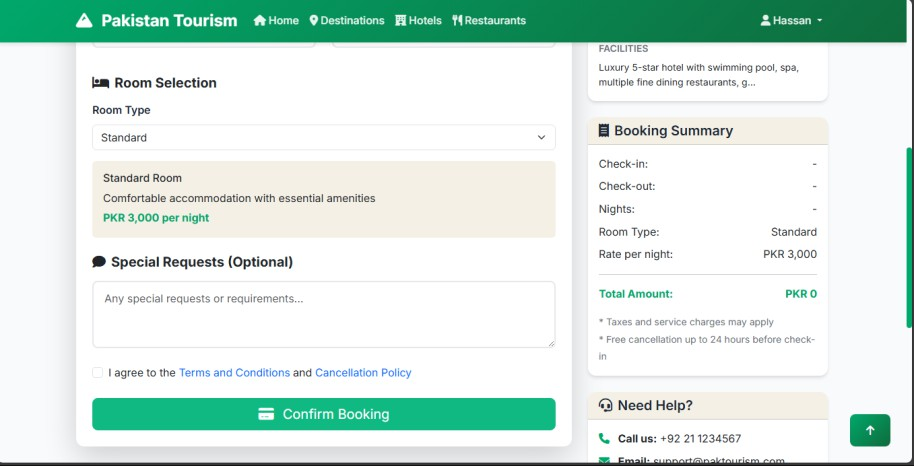 Pakistan Tourism Home Destinations Hotels Restaurants Hassan
Room Selection
Room Type
Standard
Standard Room
Comfortable accommodation with essential amenities
PKR 3,000 per night
Special Requests (Optional)
Any special requests or requirements...
I agree to the Terms and Conditions and Cancellation Policy
Confirm Booking
FACILITIES
Luxury 5-star hotel with swimming pool, spa,
multiple fine dining restaurants, g...
Booking Summary
Check-in: -
Check-out: -
Nights: -
Room Type: Standard
Rate per night: PKR 3,000
Total Amount: PKR 0
* Taxes and service charges may apply
* Free cancellation up to 24 hours before check-
in
Need Help?
Call us: +92 21 1234567
Email: support@paktourism.com